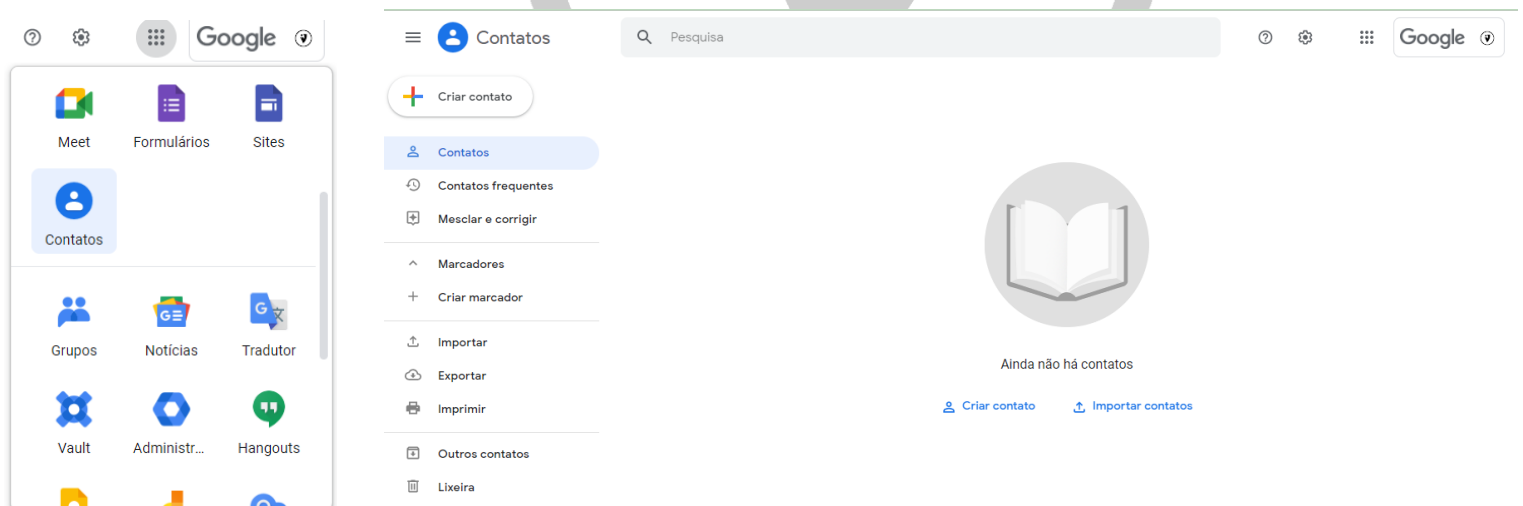 Google
Meet Formulários Sites
Contatos
Grupos Notícias Tradutor
Vault Administr... Hangouts
Contatos
Pesquisa
Google
Criar contato
Contatos
Contatos frequentes
Mesclar e corrigir
Marcadores
Criar marcador
Importar
Exportar
Imprimir
Outros contatos
Lixeira
Ainda não há contatos
Criar contato Importar contatos